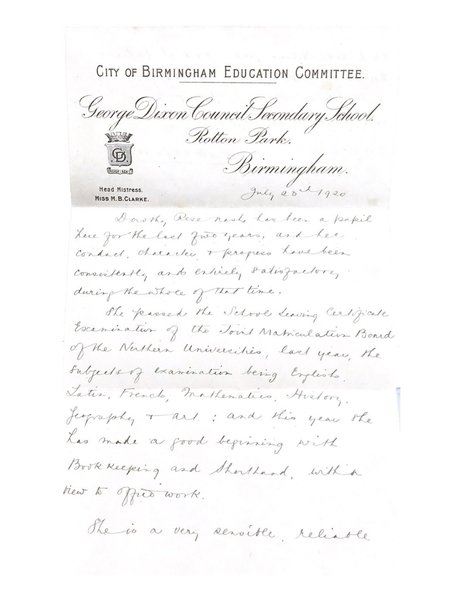 CITY OF BIRMINGHAM EDUCATION COMMITTEE.
George Dixon Council Secondary School.
Rotton Park.
Birmingham.
GD
Head Mistress.
MISS M.B. CLARKE.
July 20th 1920
Dorothy Rose Nash has been a pupil
here for the last five years, and her
conduct, character, & progress have been
consistently and entirely satisfactory
during the whole of that time.
She passed the School Leaving Certificate
Examination of the Joint Matriculation Board
of the Northern Universities, last year, the
subjects of examination being English
Latin, French, Mathematics, History,
Geography & Art; and this year she
has made a good beginning with
Book keeping and Shorthand, with a
view to office work.
She is a very sensible, reliable